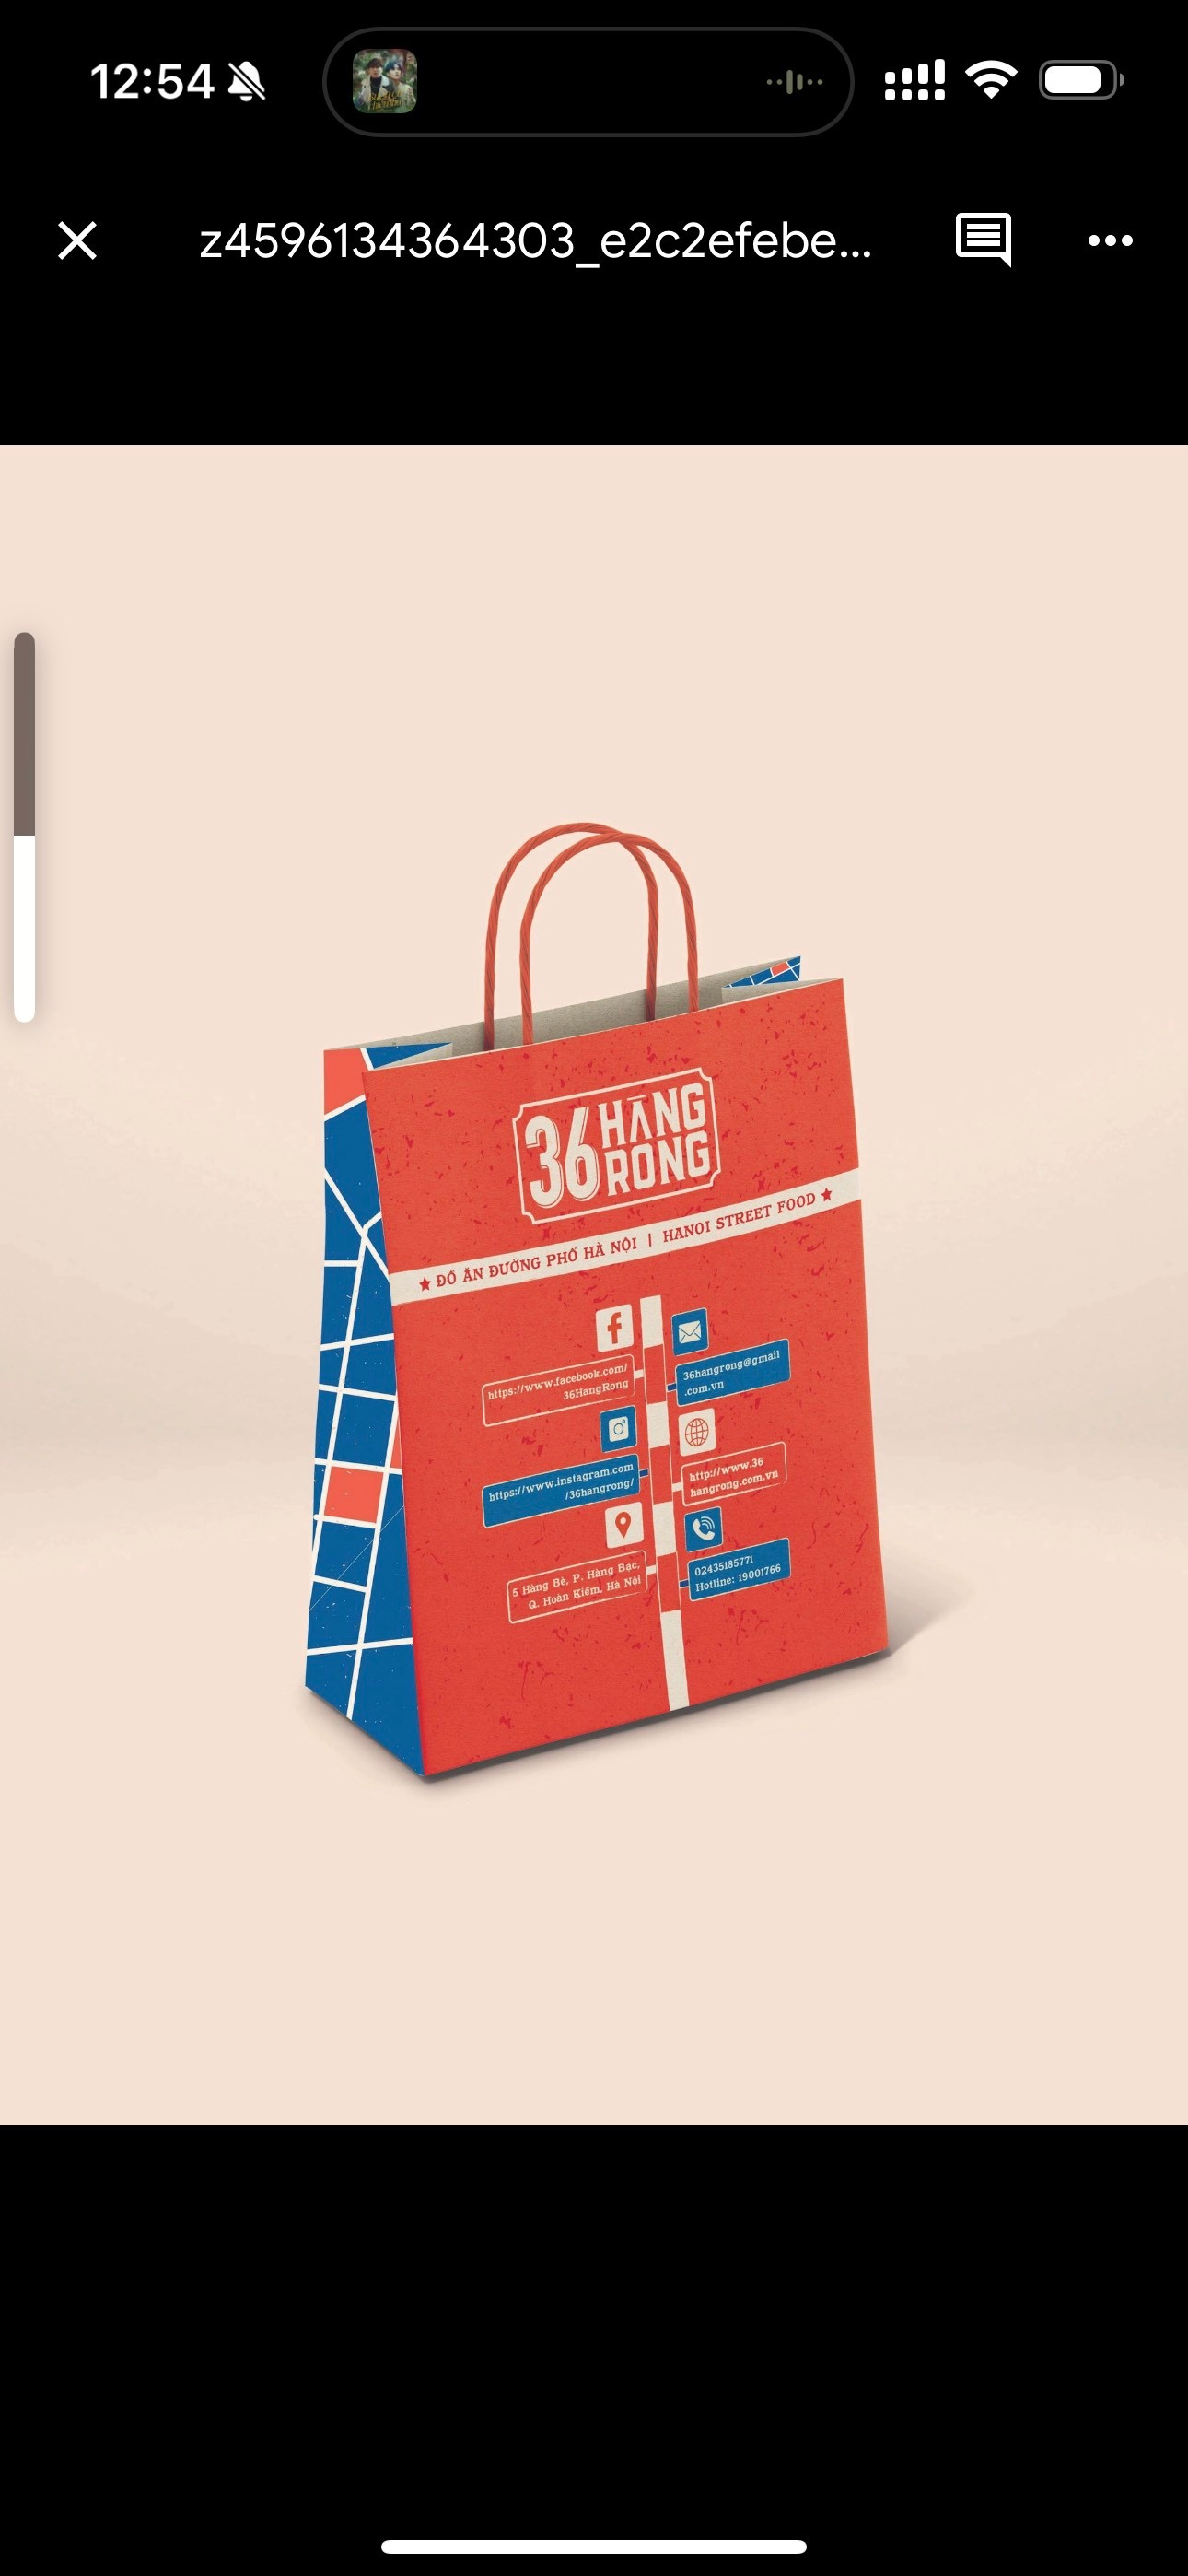 12:54
z4596134364303_e2c2efebe...
36 HÀNG
RONG
★ ĐỒ ĂN ĐƯỜNG PHỐ HÀ NỘI | HANOI STREET FOOD ★
https://www.facebook.com/
36HangRong
36hangrong@gmail
.com.vn
https://www.instagram.com
/36hangrong/
http://www.36
hangrong.com.vn
5 Hàng Bè, P. Hàng Bạc,
Q. Hoàn Kiếm, Hà Nội
02435185771
Hotline: 19001766